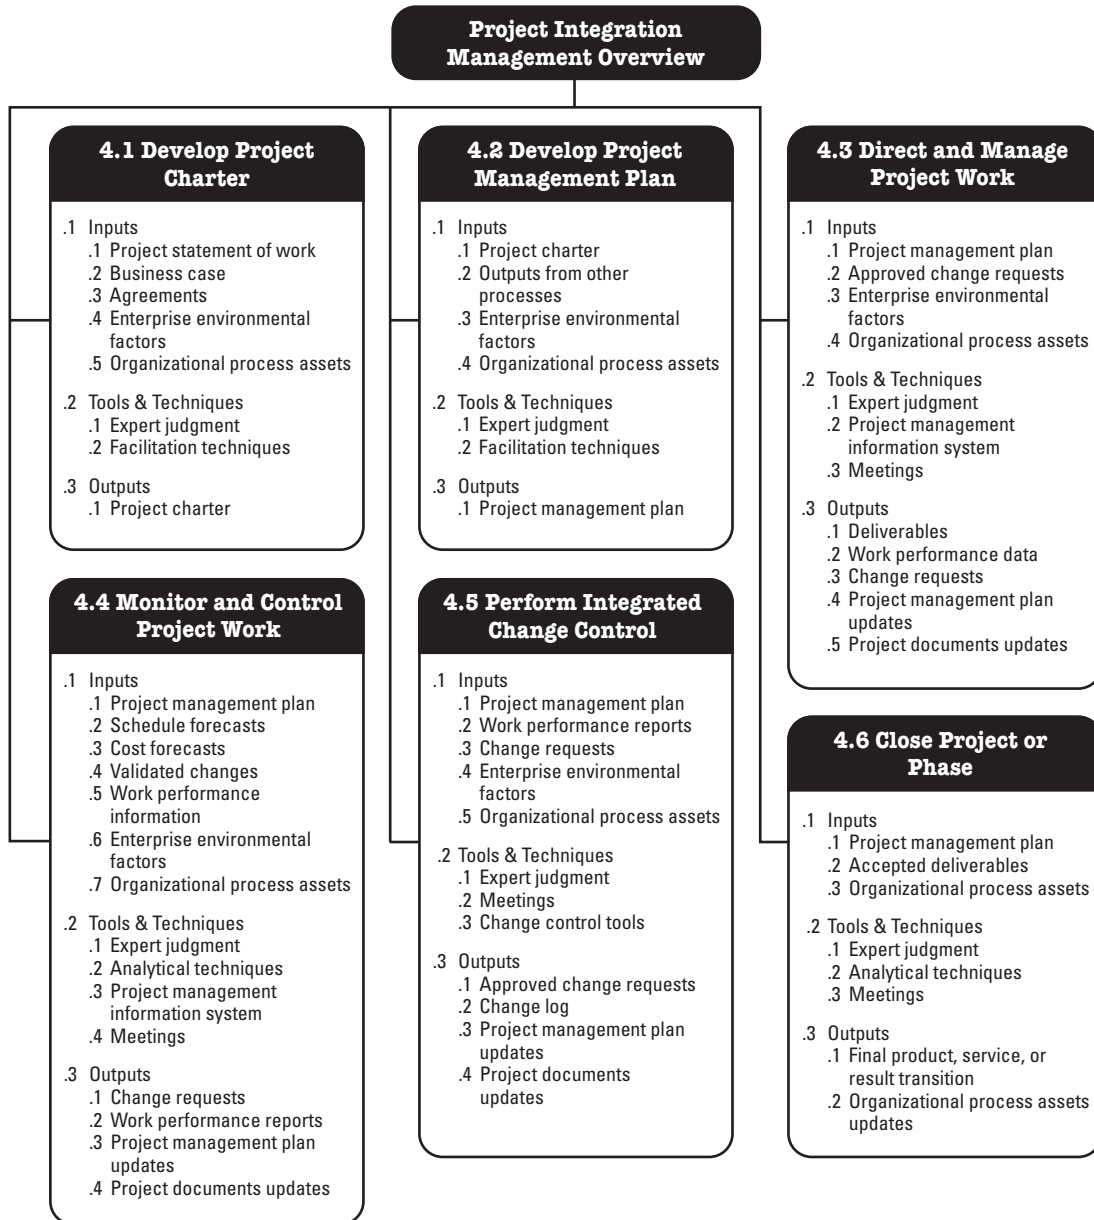 Project Integration
Management Overview
4.1 Develop Project
Charter
.1 Inputs
.1 Project statement of work
.2 Business case
.3 Agreements
.4 Enterprise environmental
factors
.5 Organizational process assets
.2 Tools & Techniques
.1 Expert judgment
.2 Facilitation techniques
.3 Outputs
.1 Project charter
4.2 Develop Project
Management Plan
.1 Inputs
.1 Project charter
.2 Outputs from other
processes
.3 Enterprise environmental
factors
.4 Organizational process assets
.2 Tools & Techniques
.1 Expert judgment
.2 Facilitation techniques
.3 Outputs
.1 Project management plan
4.3 Direct and Manage
Project Work
.1 Inputs
.1 Project management plan
.2 Approved change requests
.3 Enterprise environmental
factors
.4 Organizational process assets
.2 Tools & Techniques
.1 Expert judgment
.2 Project management
information system
.3 Meetings
.3 Outputs
.1 Deliverables
.2 Work performance data
.3 Change requests
.4 Project management plan
updates
.5 Project documents updates
4.4 Monitor and Control
Project Work
.1 Inputs
.1 Project management plan
.2 Schedule forecasts
.3 Cost forecasts
.4 Validated changes
.5 Work performance
information
.6 Enterprise environmental
factors
.7 Organizational process assets
.2 Tools & Techniques
.1 Expert judgment
.2 Analytical techniques
.3 Project management
information system
.4 Meetings
.3 Outputs
.1 Change requests
.2 Work performance reports
.3 Project management plan
updates
.4 Project documents updates
4.5 Perform Integrated
Change Control
.1 Inputs
.1 Project management plan
.2 Work performance reports
.3 Change requests
.4 Enterprise environmental
factors
.5 Organizational process assets
.2 Tools & Techniques
.1 Expert judgment
.2 Meetings
.3 Change control tools
.3 Outputs
.1 Approved change requests
.2 Change log
.3 Project management plan
updates
.4 Project documents
updates
4.6 Close Project or
Phase
.1 Inputs
.1 Project management plan
.2 Accepted deliverables
.3 Organizational process assets
.2 Tools & Techniques
.1 Expert judgment
.2 Analytical techniques
.3 Meetings
.3 Outputs
.1 Final product, service, or
result transition
.2 Organizational process assets
updates